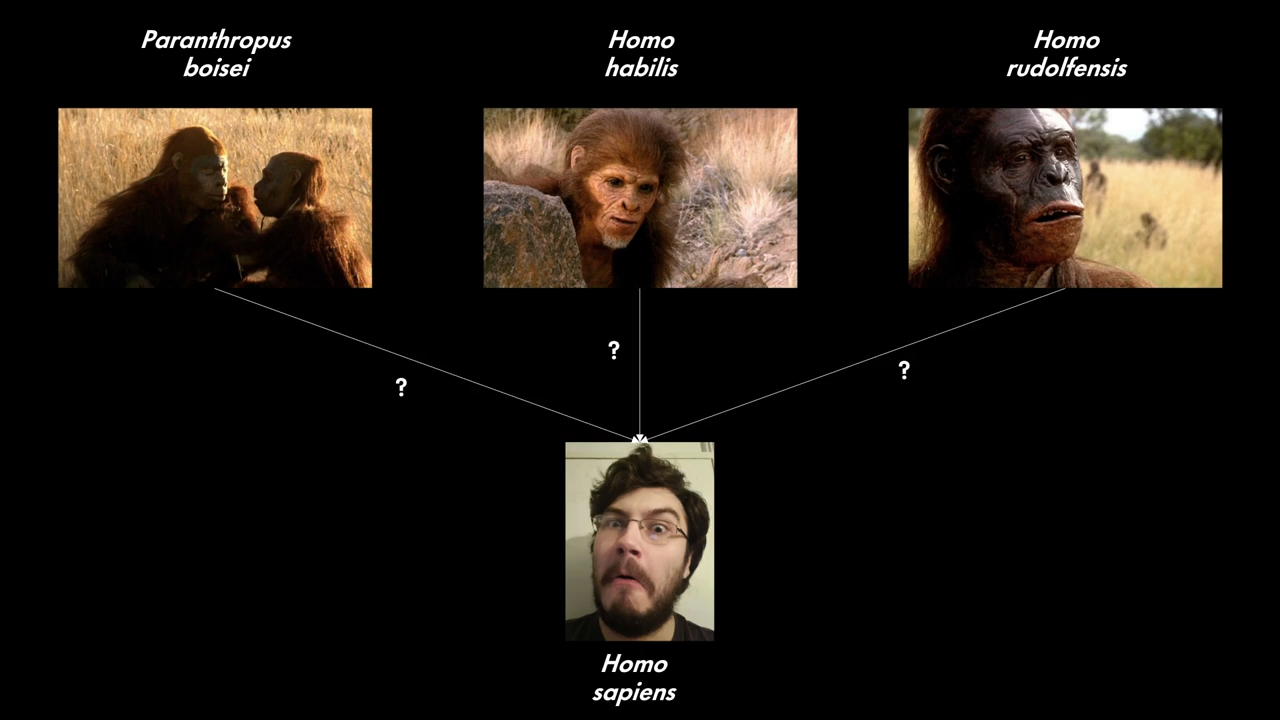 Paranthropus
boisei
Homo
habilis
Homo
rudolfensis
?
?
?
Homo
sapiens